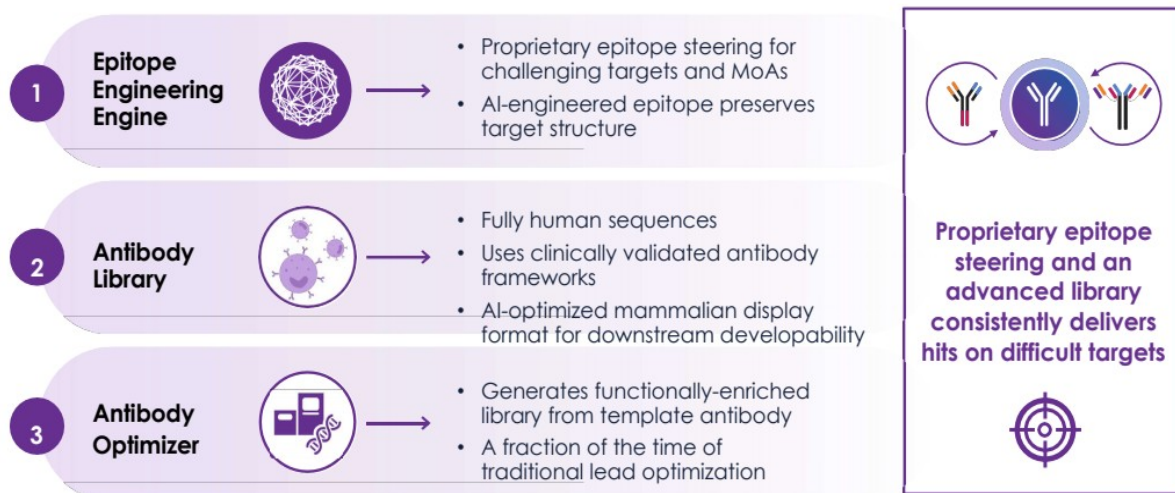 1
Epitope
Engineering
Engine
• Proprietary epitope steering for
challenging targets and MoAs
• AI-engineered epitope preserves
target structure
2
Antibody
Library
• Fully human sequences
• Uses clinically validated antibody
frameworks
• AI-optimized mammalian display
format for downstream developability
3
Antibody
Optimizer
• Generates functionally-enriched
library from template antibody
• A fraction of the time of
traditional lead optimization
Proprietary epitope
steering and an
advanced library
consistently delivers
hits on difficult targets